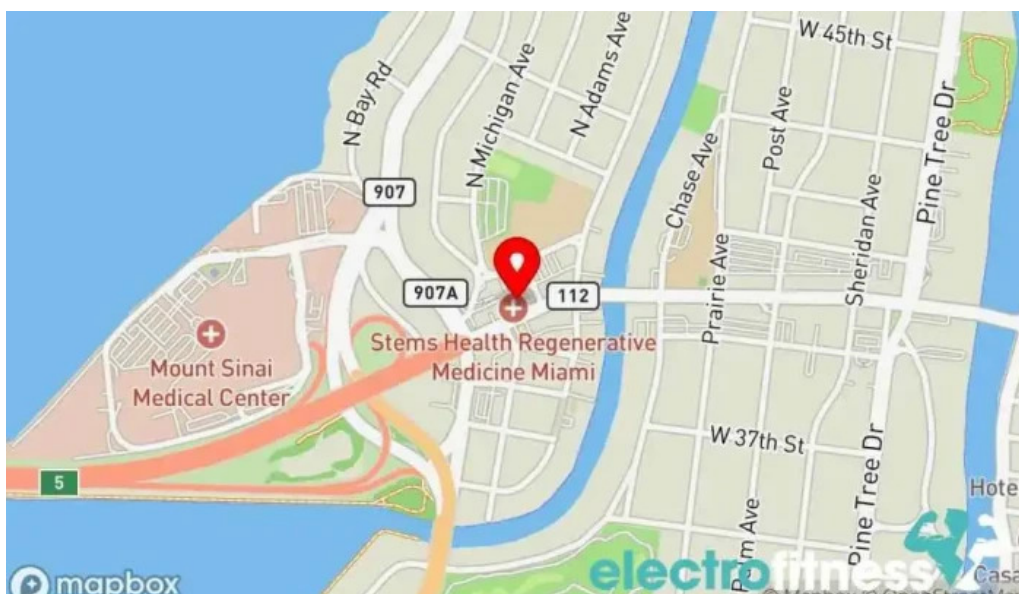 W 45th St
N Adams Ave
N Michigan Ave
N Bay Rd
Post Ave
Pine Tree Dr
Chase Ave
907
Sheridan Ave
Prairie Ave
907A
112
Stems Health Regenerative
Medicine Miami
Mount Sinai
Medical Center
W 37th St
Pine Tree Dr
5
Hote
electrofitness
mapbox
Casa